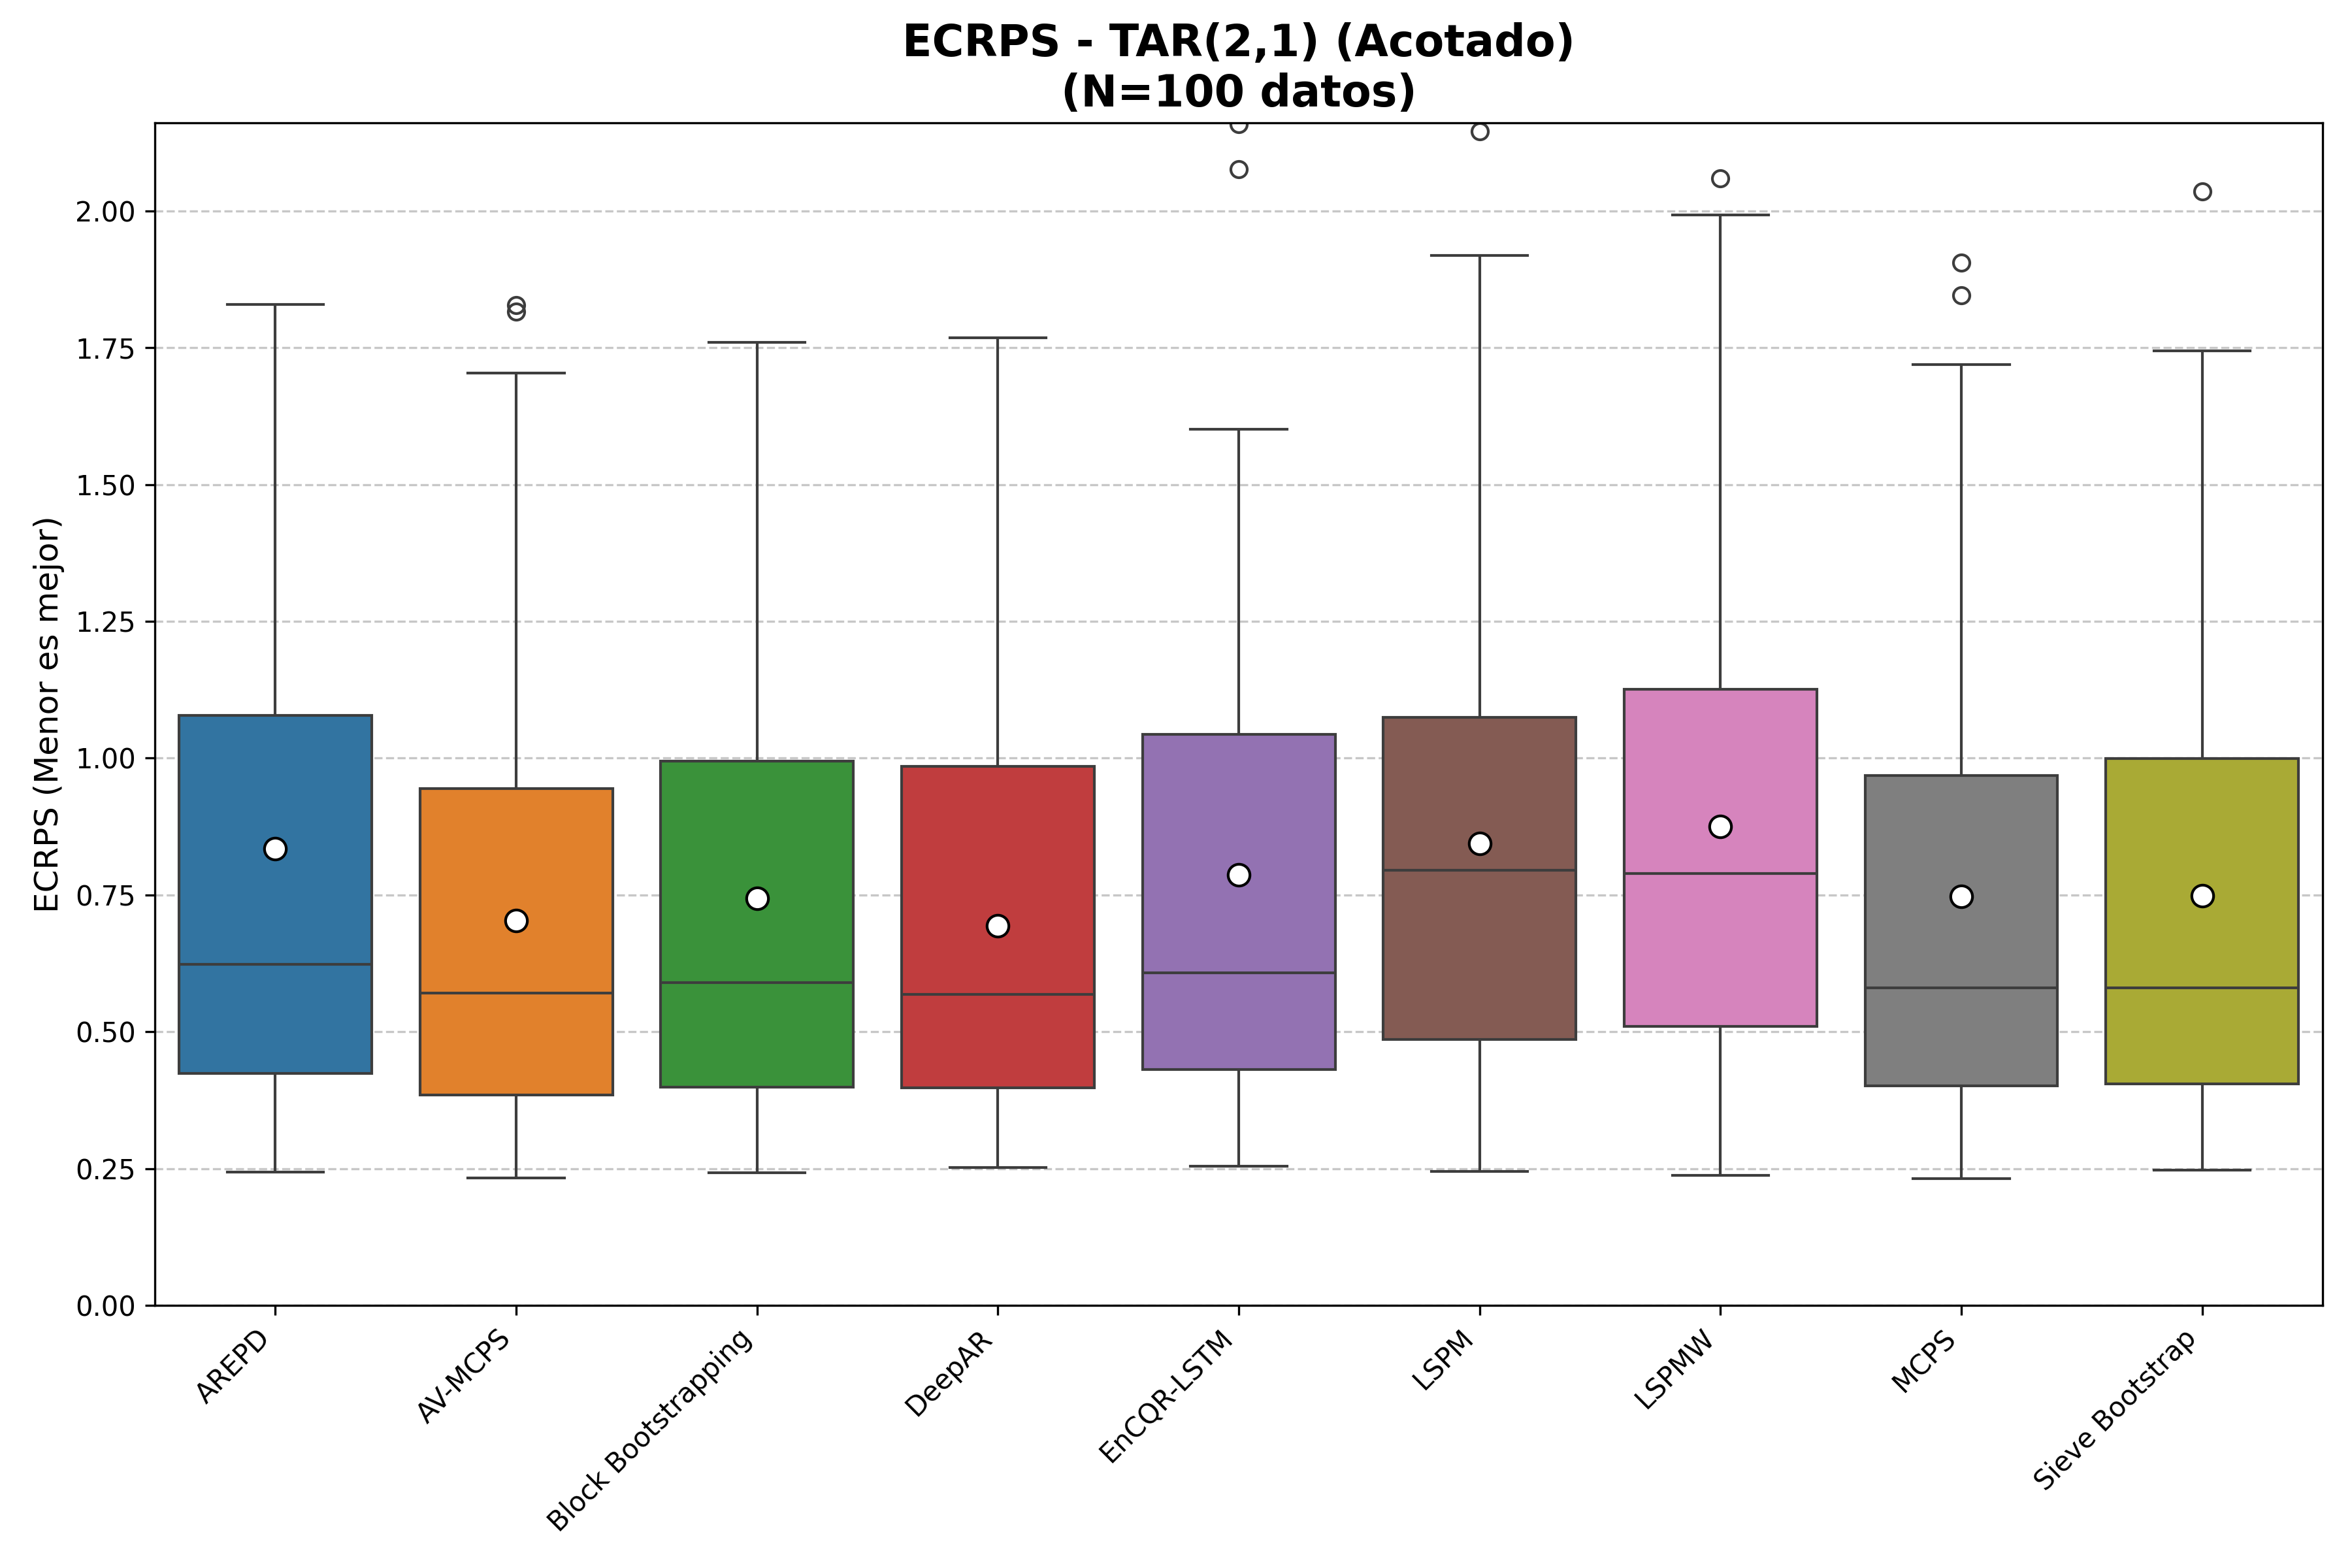 ECRPS - TAR(2,1) (Acotado)
(N=100 datos)
ECRPS (Menor es mejor)
2.00
1.75
1.50
1.25
1.00
0.75
0.50
0.25
0.00
AREPD
AV-MCPS
Block Bootstrapping
DeepAR
EnCQR-LSTM
LSPM
LSPMW
MCPS
Sieve Bootstrap